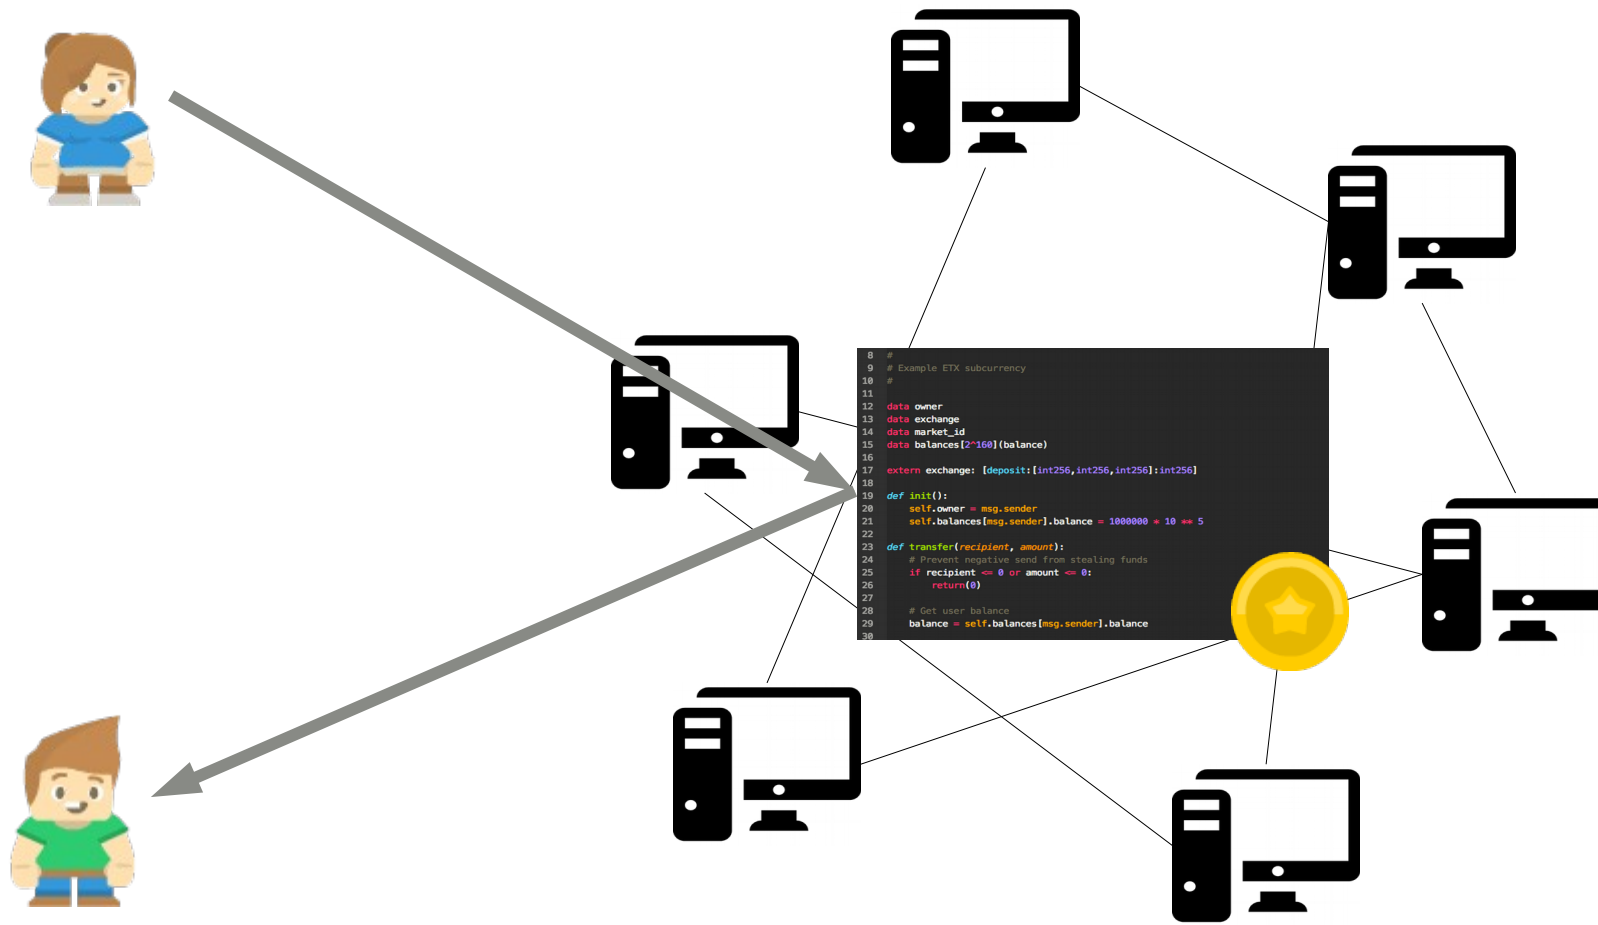 8 #
9 # Example ETX subcurrency
10 #
11
12 data owner
13 data exchange
14 data market_id
15 data balances[2^160](balance)
16
17 extern exchange: [deposit:[int256,int256,int256]:int256]
18
19 def init():
20 self.owner = msg.sender
21 self.balances[msg.sender].balance = 1000000 * 10 ** 5
22
23 def transfer(recipient, amount):
24 # Prevent negative send from stealing funds
25 if recipient <= 0 or amount <= 0:
26 return(0)
27
28 # Get user balance
29 balance = self.balances[msg.sender].balance
30